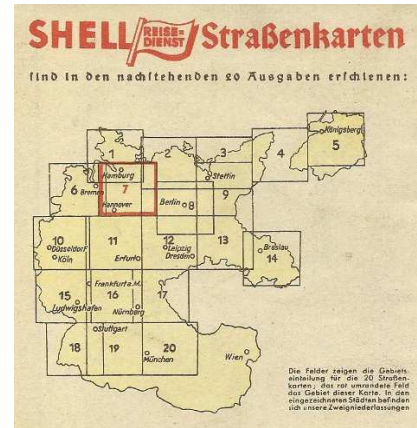 SHELL REISE-DIENST Straßenkarten
sind in den nachstehenden 20 Ausgaben erschienen:
1
2
3
4
5
Königsberg
Hamburg
Stettin
6
Bremen
7
Hannover
Berlin
8
9
10
Düsseldorf
Köln
11
Erfurt
12
Leipzig
Dresden
13
Breslau
14
Frankfurt a.M.
15
Ludwigshafen
16
Nürnberg
17
Stuttgart
18
19
20
München
Wien
Die Felder zeigen die Gebiets-
einteilung für die 20 Straßen-
karten; das rot umrandete Feld
das Gebiet dieser Karte. In den
eingezeichneten Städten befinden
sich unsere Zweigniederlassungen